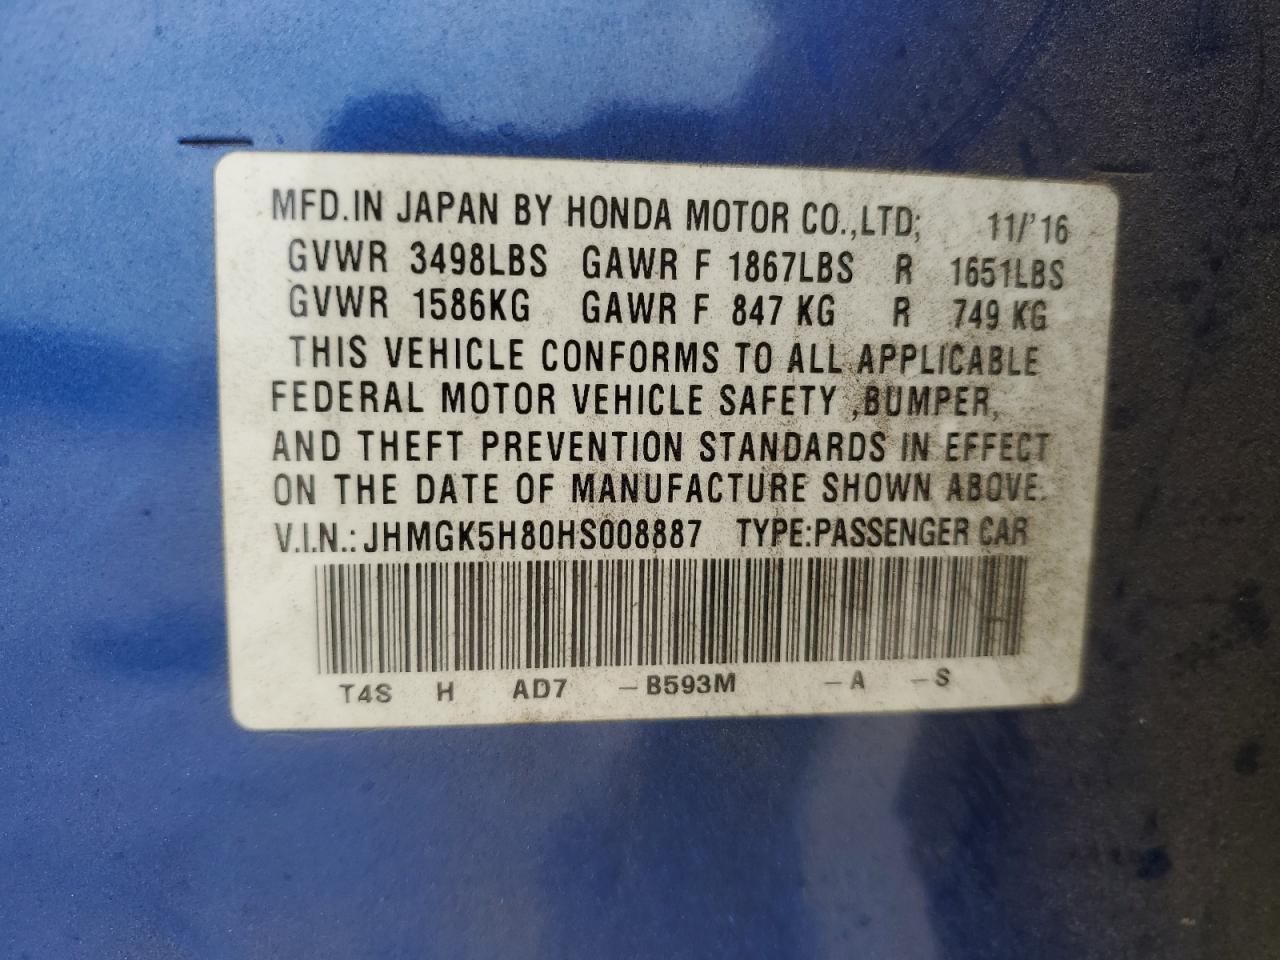 MFD.IN JAPAN BY HONDA MOTOR CO.,LTD; 11/'16
GVWR 3498LBS GAWR F 1867LBS R 1651LBS
GVWR 1586KG GAWR F 847 KG R 749 KG
THIS VEHICLE CONFORMS TO ALL APPLICABLE
FEDERAL MOTOR VEHICLE SAFETY ,BUMPER,
AND THEFT PREVENTION STANDARDS IN EFFECT
ON THE DATE OF MANUFACTURE SHOWN ABOVE.
V.I.N.: JHMGK5H80HS008887 TYPE:PASSENGER CAR
T4S H AD7 – B593M – A – S